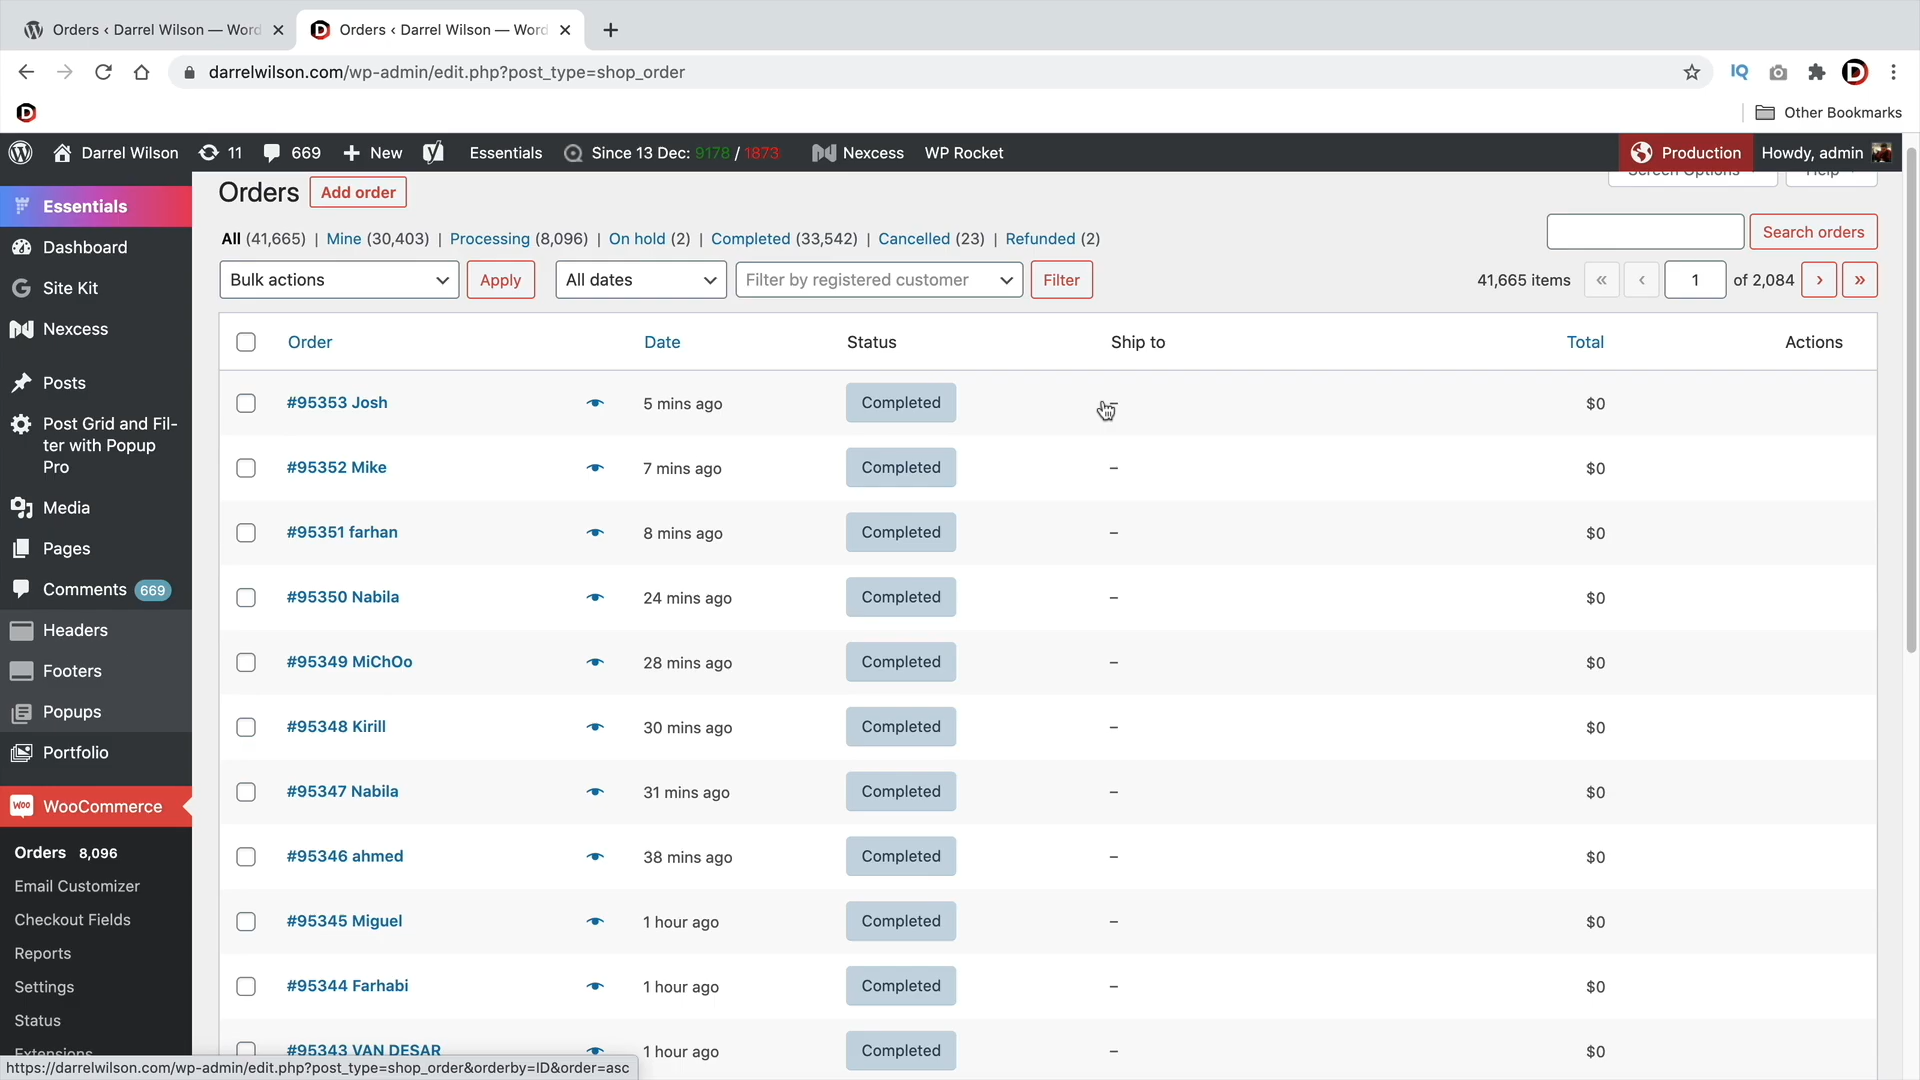 Orders ‹ Darrel Wilson — Word
Orders ‹ Darrel Wilson — Word
darrelwilson.com/wp-admin/edit.php?post_type=shop_order
IQ
Other Bookmarks
Darrel Wilson 11 669 New Essentials Since 13 Dec: 9178 / 1873 Nexcess WP Rocket Production Howdy, admin
Screen Options Help
Orders Add order
All (41,665) | Mine (30,403) | Processing (8,096) | On hold (2) | Completed (33,542) | Cancelled (23) | Refunded (2)
Search orders
Bulk actions Apply All dates Filter by registered customer Filter 41,665 items « ‹ 1 of 2,084 › »
Order Date Status Ship to Total Actions
#95353 Josh 5 mins ago Completed – $0
#95352 Mike 7 mins ago Completed – $0
#95351 farhan 8 mins ago Completed – $0
#95350 Nabila 24 mins ago Completed – $0
#95349 MiChOo 28 mins ago Completed – $0
#95348 Kirill 30 mins ago Completed – $0
#95347 Nabila 31 mins ago Completed – $0
#95346 ahmed 38 mins ago Completed – $0
#95345 Miguel 1 hour ago Completed – $0
#95344 Farhabi 1 hour ago Completed – $0
#95343 VAN DESAR 1 hour ago Completed – $0
Essentials
Dashboard
Site Kit
Nexcess
Posts
Post Grid and Fil-
ter with Popup
Pro
Media
Pages
Comments 669
Headers
Footers
Popups
Portfolio
Woo WooCommerce
Orders 8,096
Email Customizer
Checkout Fields
Reports
Settings
Status
Extensions
https://darrelwilson.com/wp-admin/edit.php?post_type=shop_order&orderby=ID&order=asc